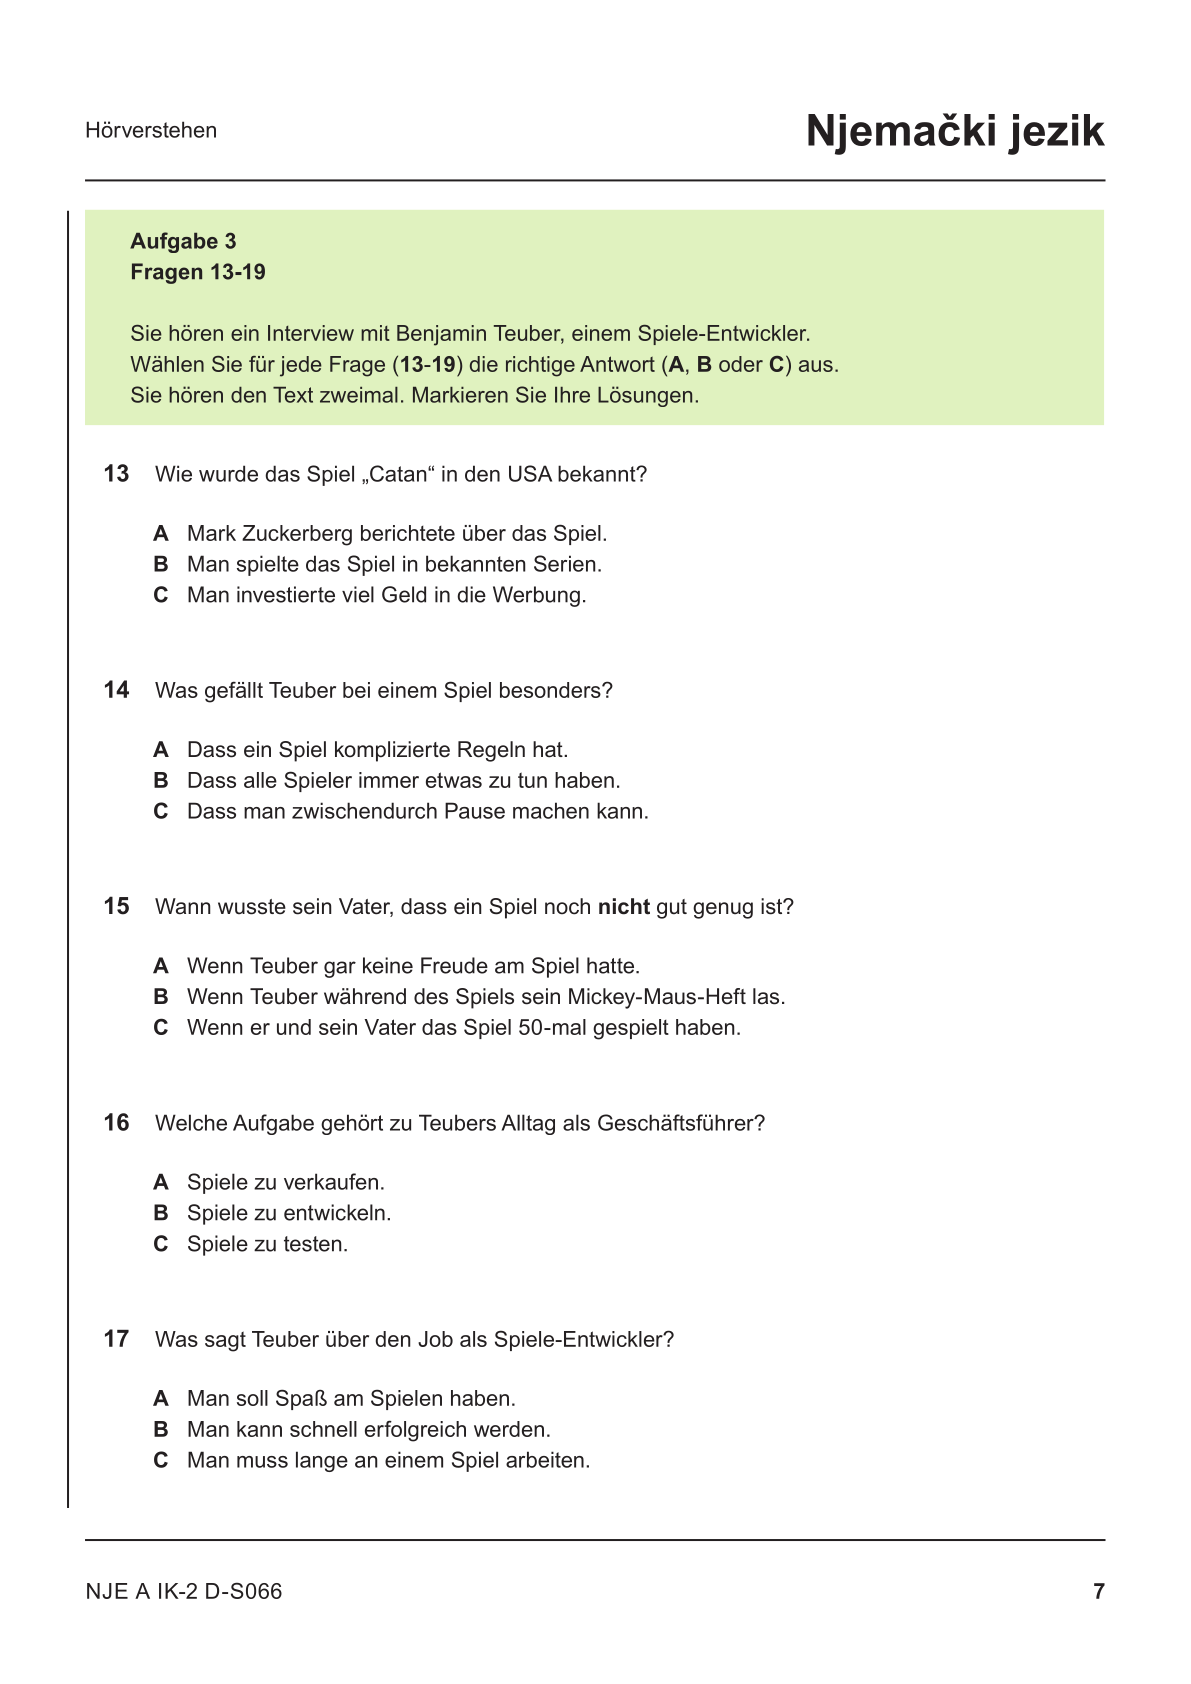 Hörverstehen
Njemački jezik
Aufgabe 3
Fragen 13-19
Sie hören ein Interview mit Benjamin Teuber, einem Spiele-Entwickler.
Wählen Sie für jede Frage (13-19) die richtige Antwort (A, B oder C) aus.
Sie hören den Text zweimal. Markieren Sie Ihre Lösungen.
13 Wie wurde das Spiel „Catan“ in den USA bekannt?
A Mark Zuckerberg berichtete über das Spiel.
B Man spielte das Spiel in bekannten Serien.
C Man investierte viel Geld in die Werbung.
14 Was gefällt Teuber bei einem Spiel besonders?
A Dass ein Spiel komplizierte Regeln hat.
B Dass alle Spieler immer etwas zu tun haben.
C Dass man zwischendurch Pause machen kann.
15 Wann wusste sein Vater, dass ein Spiel noch nicht gut genug ist?
A Wenn Teuber gar keine Freude am Spiel hatte.
B Wenn Teuber während des Spiels sein Mickey-Maus-Heft las.
C Wenn er und sein Vater das Spiel 50-mal gespielt haben.
16 Welche Aufgabe gehört zu Teubers Alltag als Geschäftsführer?
A Spiele zu verkaufen.
B Spiele zu entwickeln.
C Spiele zu testen.
17 Was sagt Teuber über den Job als Spiele-Entwickler?
A Man soll Spaß am Spielen haben.
B Man kann schnell erfolgreich werden.
C Man muss lange an einem Spiel arbeiten.
NJE A IK-2 D-S066
7